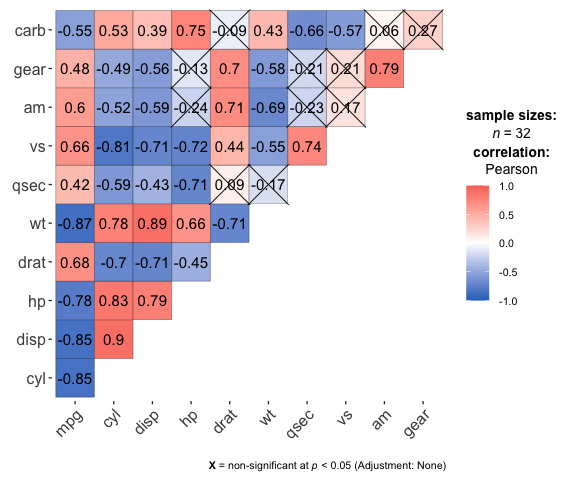 carb -0.55 0.53 0.39 0.75 -0.09 0.43 -0.66 -0.57 0.06 0.27
gear 0.48 -0.49 -0.56 -0.13 0.7 -0.58 -0.21 0.21 0.79
am 0.6 -0.52 -0.59 -0.24 0.71 -0.69 -0.23 0.17
vs 0.66 -0.81 -0.71 -0.72 0.44 -0.55 0.74
qsec 0.42 -0.59 -0.43 -0.71 0.09 -0.17
wt -0.87 0.78 0.89 0.66 -0.71
drat 0.68 -0.7 -0.71 -0.45
hp -0.78 0.83 0.79
disp -0.85 0.9
cyl -0.85
mpg cyl disp hp drat wt qsec vs am gear
sample sizes:
n = 32
correlation:
Pearson
1.0
0.5
0.0
-0.5
-1.0
X = non-significant at p < 0.05 (Adjustment: None)